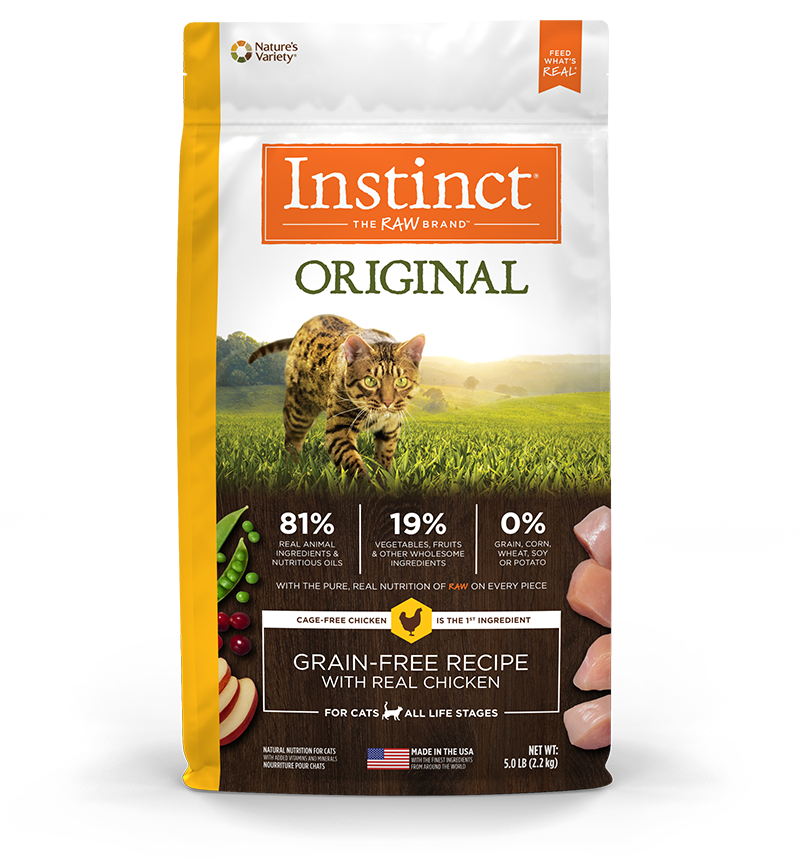 Nature's
Variety®
FEED
WHAT'S
REAL®
Instinct®
THE RAW BRAND™
ORIGINAL
81%
REAL ANIMAL
INGREDIENTS &
NUTRITIOUS OILS
19%
VEGETABLES, FRUITS
& OTHER WHOLESOME
INGREDIENTS
0%
GRAIN, CORN,
WHEAT, SOY
OR POTATO
WITH THE PURE, REAL NUTRITION OF RAW ON EVERY PIECE
CAGE-FREE CHICKEN IS THE 1ST INGREDIENT
GRAIN-FREE RECIPE
WITH REAL CHICKEN
FOR CATS ALL LIFE STAGES
NATURAL NUTRITION FOR CATS
WITH ADDED VITAMINS AND MINERALS
NOURRITURE POUR CHATS
MADE IN THE USA
WITH THE FINEST INGREDIENTS
FROM AROUND THE WORLD
NET WT:
5.0 LB (2.2 kg)